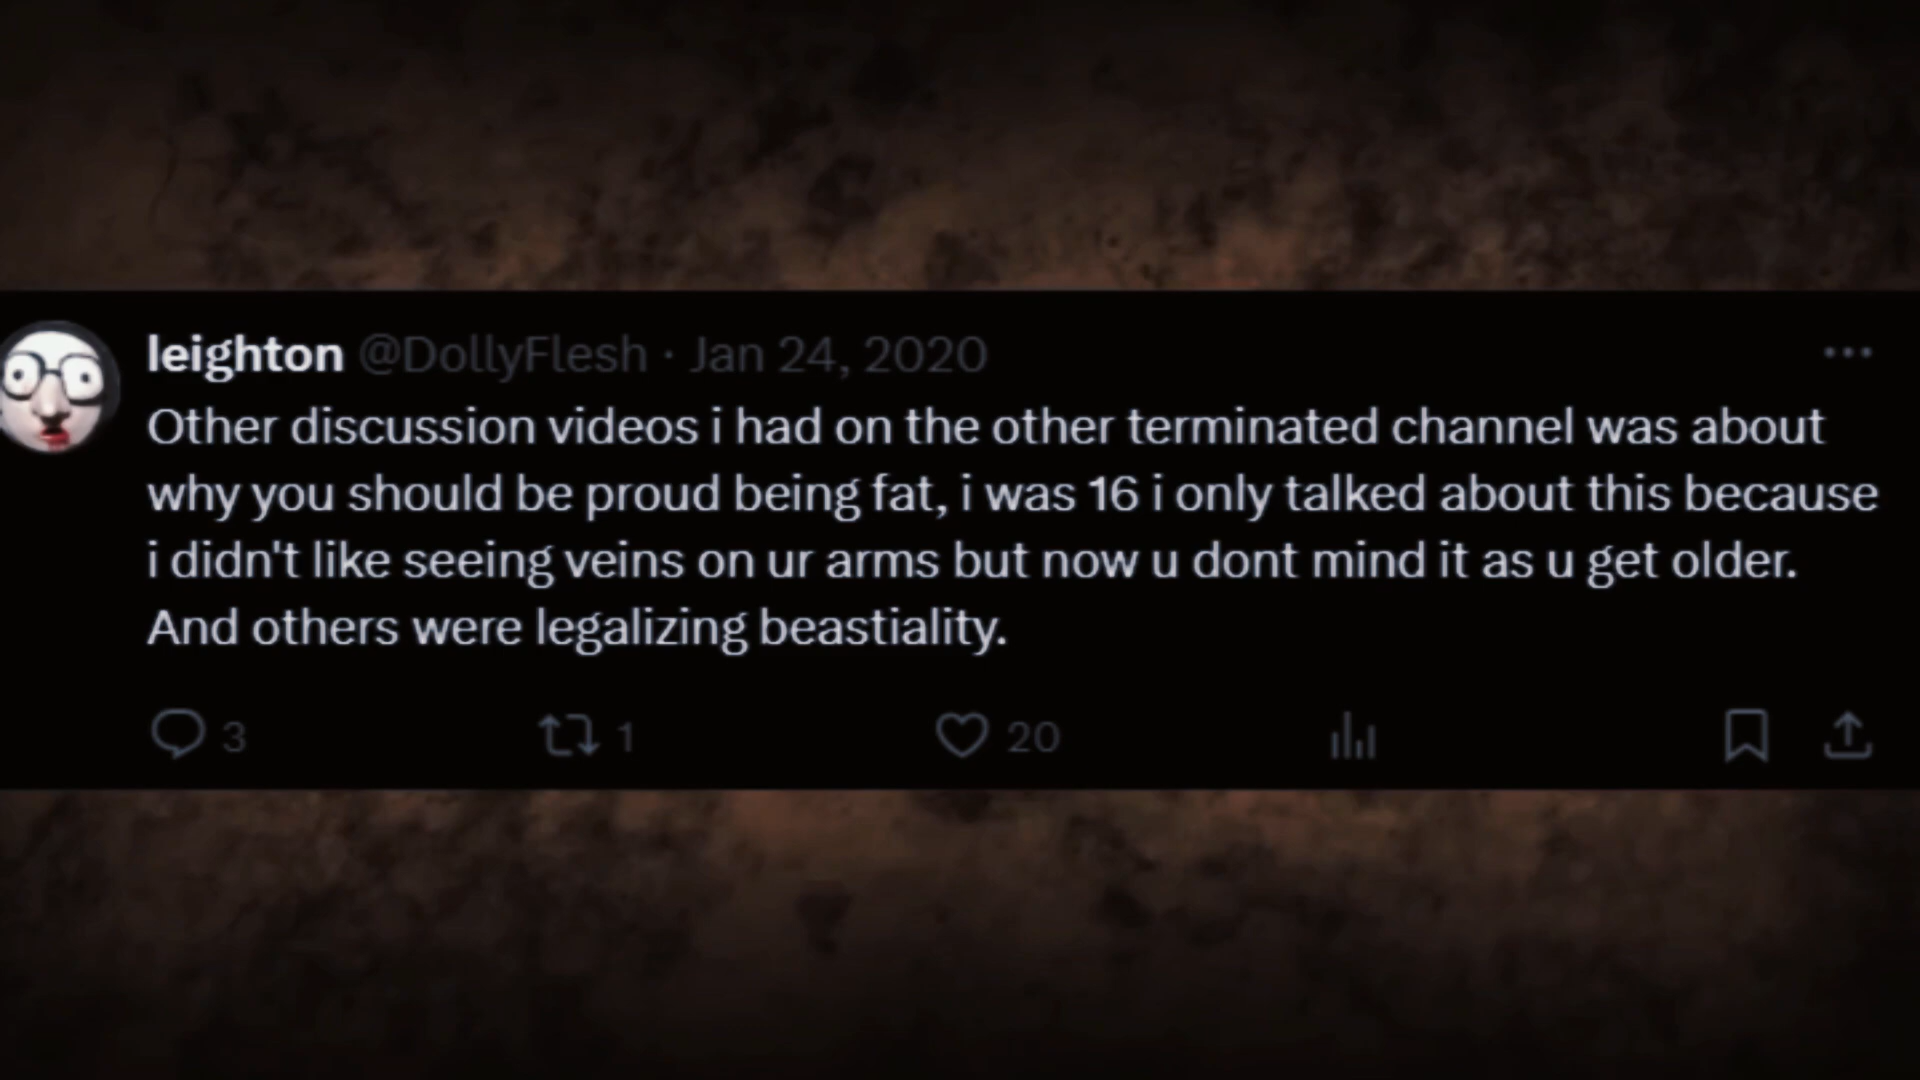 leighton @DollyFlesh · Jan 24, 2020
Other discussion videos i had on the other terminated channel was about
why you should be proud being fat, i was 16 i only talked about this because
i didn't like seeing veins on ur arms but now u dont mind it as u get older.
And others were legalizing beastiality.
3 1 20